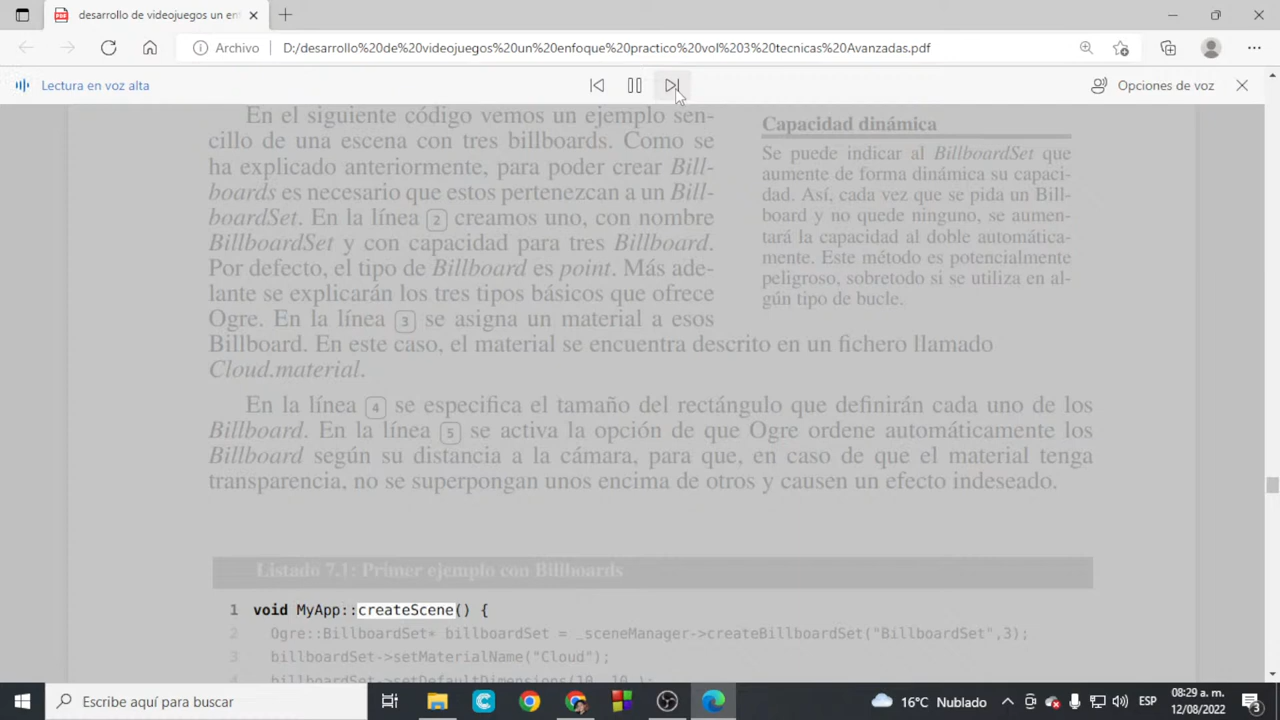 desarrollo de videojuegos un en
Archivo
D:/desarrollo%20de%20videojuegos%20un%20enfoque%20practico%20vol%203%20tecnicas%20Avanzadas.pdf
Lectura en voz alta
Opciones de voz
En el siguiente código vemos un ejemplo sen-
cillo de una escena con tres billboards. Como se
ha explicado anteriormente, para poder crear Bill-
boards es necesario que estos pertenezcan a un Bill-
boardSet. En la línea 2 creamos uno, con nombre
BillboardSet y con capacidad para tres Billboard.
Por defecto, el tipo de Billboard es point. Más ade-
lante se explicarán los tres tipos básicos que ofrece
Ogre. En la línea 3 se asigna un material a esos
Billboard. En este caso, el material se encuentra descrito en un fichero llamado
Cloud.material.
Capacidad dinámica
Se puede indicar al BillboardSet que
aumente de forma dinámica su capaci-
dad. Así, cada vez que se pida un Bill-
board y no quede ninguno, se aumen-
tará la capacidad al doble automática-
mente. Este método es potencialmente
peligroso, sobretodo si se utiliza en al-
gún tipo de bucle.
En la línea 4 se especifica el tamaño del rectángulo que definirán cada uno de los
Billboard. En la línea 5 se activa la opción de que Ogre ordene automáticamente los
Billboard según su distancia a la cámara, para que, en caso de que el material tenga
transparencia, no se superpongan unos encima de otros y causen un efecto indeseado.
Listado 7.1: Primer ejemplo con Billboards
1 void MyApp::createScene() {
2 Ogre::BillboardSet* billboardSet = _sceneManager->createBillboardSet("BillboardSet",3);
3 billboardSet->setMaterialName("Cloud");
4 billboardSet->setDefaultDimensions(10.,10.);
Escribe aquí para buscar
16°C Nublado
ESP
08:29 a. m.
12/08/2022
3